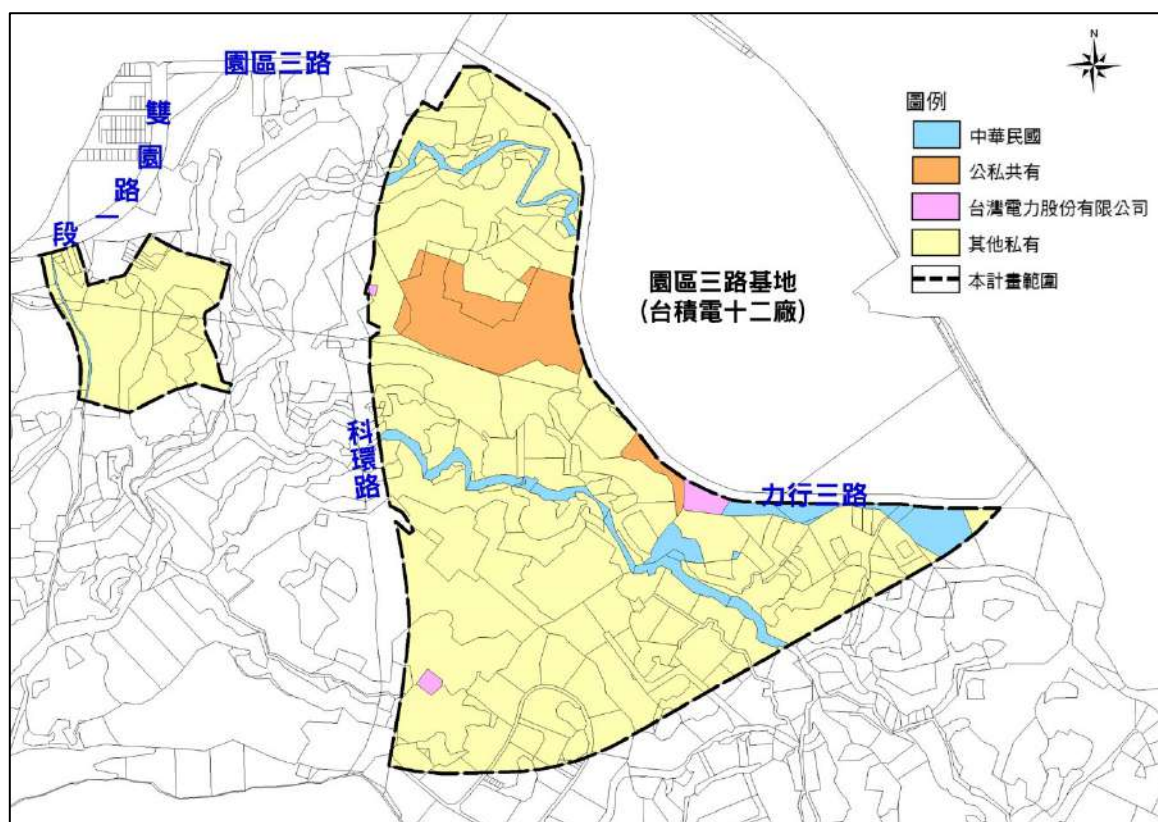 園區三路
雙園路一段
N
圖例
中華民國
公私共有
台灣電力股份有限公司
其他私有
本計畫範圍
園區三路基地
(台積電十二廠)
科環路
力行三路